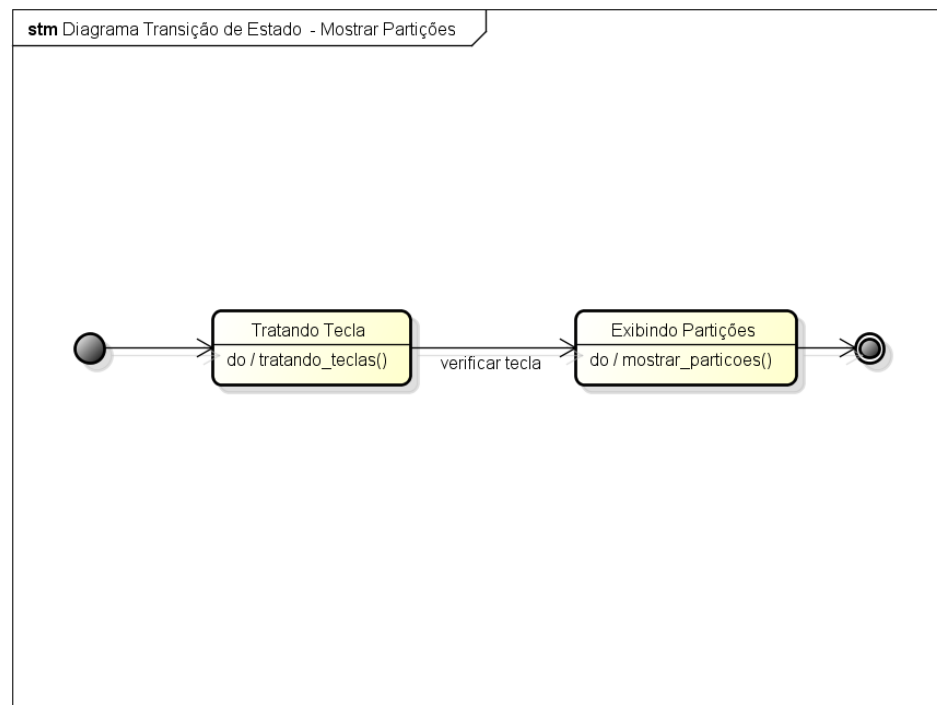 stm Diagrama Transição de Estado - Mostrar Partições
Tratando Tecla
do / tratando_teclas()
verificar tecla
Exibindo Partições
do / mostrar_particoes()